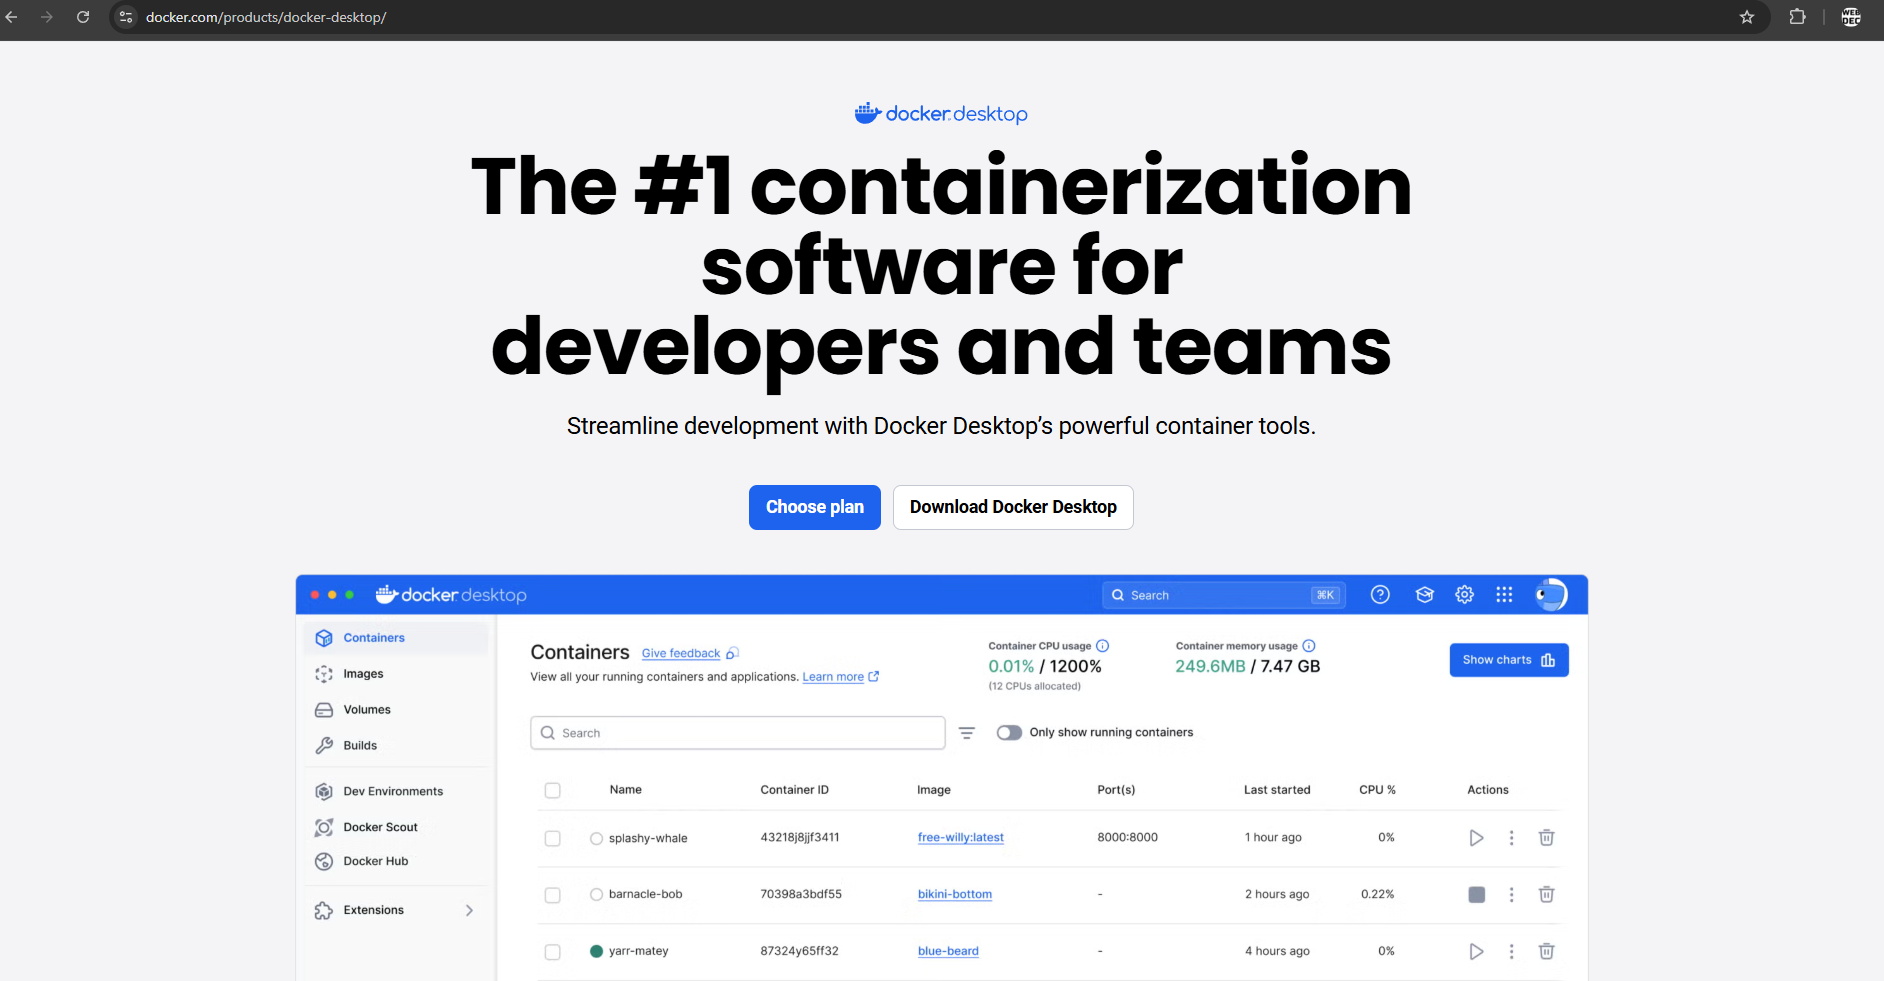 docker.com/products/docker-desktop/
docker desktop
The #1 containerization
software for
developers and teams
Streamline development with Docker Desktop’s powerful container tools.
Choose plan
Download Docker Desktop
docker desktop
Search ⌘K
Containers
Images
Volumes
Builds
Dev Environments
Docker Scout
Docker Hub
Extensions
Containers Give feedback
View all your running containers and applications. Learn more
Container CPU usage
0.01% / 1200%
(12 CPUs allocated)
Container memory usage
249.6MB / 7.47 GB
Show charts
Search
Only show running containers
Name Container ID Image Port(s) Last started CPU % Actions
splashy-whale 43218j8jjf3411 free-willy:latest 8000:8000 1 hour ago 0%
barnacle-bob 70398a3bdf55 bikini-bottom - 2 hours ago 0.22%
yarr-matey 87324y65ff32 blue-beard - 4 hours ago 0%